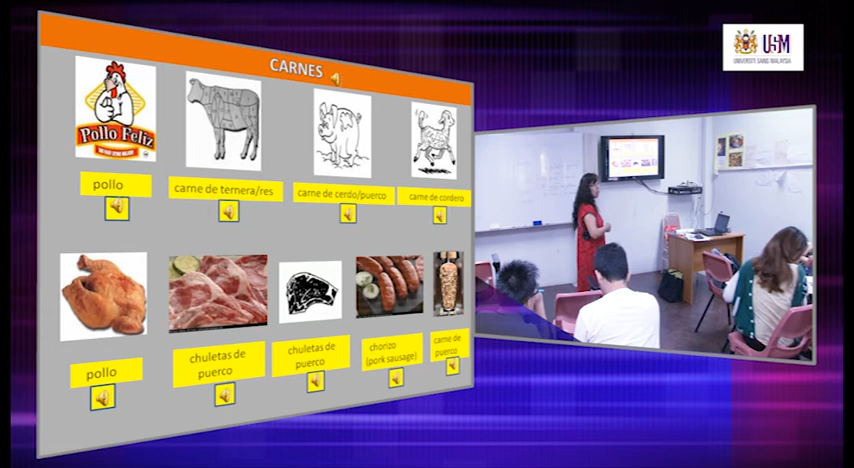 CARNES
Pollo Feliz
pollo
carne de ternera/res
carne de cerdo/puerco
carne de cordero
pollo
chuletas de
puerco
chuletas de
puerco
chorizo
(pork sausage)
carne de
puerco
USM
UNIVERSITI SAINS MALAYSIA